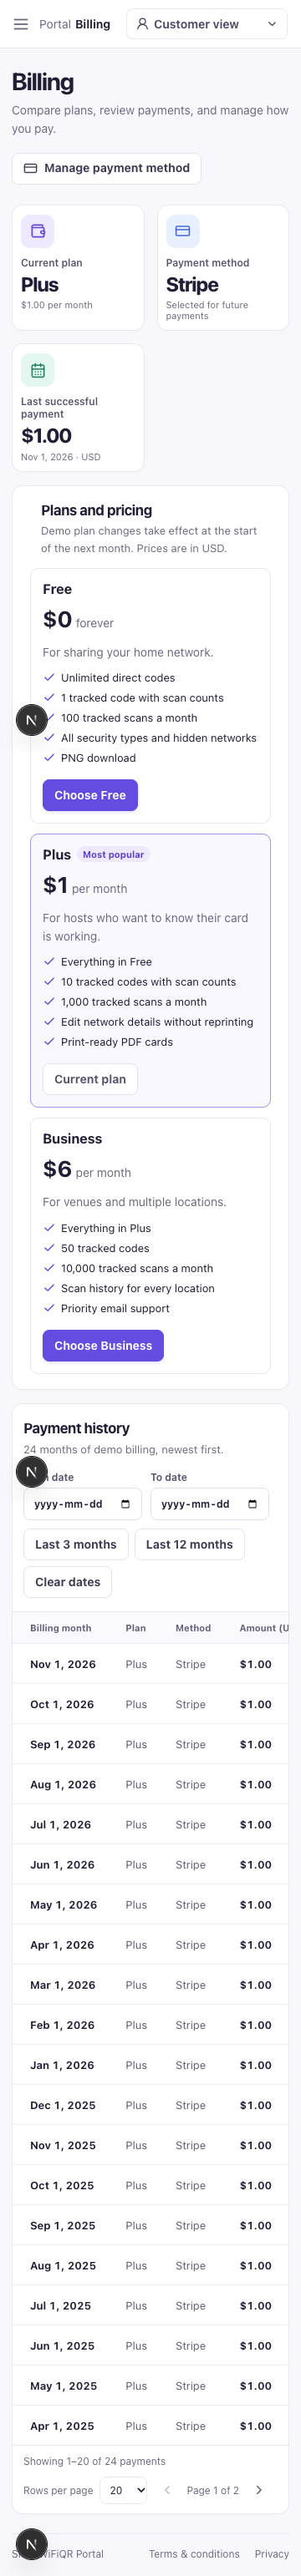 Portal Billing
Customer view
Billing
Compare plans, review payments, and manage how
you pay.
Manage payment method
Current plan
Plus
$1.00 per month
Payment method
Stripe
Selected for future
payments
Last successful
payment
$1.00
Nov 1, 2026 · USD
Plans and pricing
Demo plan changes take effect at the start
of the next month. Prices are in USD.
Free
$0 forever
For sharing your home network.
Unlimited direct codes
1 tracked code with scan counts
100 tracked scans a month
All security types and hidden networks
PNG download
Choose Free
Plus Most popular
$1 per month
For hosts who want to know their card
is working.
Everything in Free
10 tracked codes with scan counts
1,000 tracked scans a month
Edit network details without reprinting
Print-ready PDF cards
Current plan
Business
$6 per month
For venues and multiple locations.
Everything in Plus
50 tracked codes
10,000 tracked scans a month
Scan history for every location
Priority email support
Choose Business
Payment history
24 months of demo billing, newest first.
date
To date
yyyy-mm-dd
yyyy-mm-dd
Last 3 months
Last 12 months
Clear dates
Billing month Plan Method Amount (U
Nov 1, 2026 Plus Stripe $1.00
Oct 1, 2026 Plus Stripe $1.00
Sep 1, 2026 Plus Stripe $1.00
Aug 1, 2026 Plus Stripe $1.00
Jul 1, 2026 Plus Stripe $1.00
Jun 1, 2026 Plus Stripe $1.00
May 1, 2026 Plus Stripe $1.00
Apr 1, 2026 Plus Stripe $1.00
Mar 1, 2026 Plus Stripe $1.00
Feb 1, 2026 Plus Stripe $1.00
Jan 1, 2026 Plus Stripe $1.00
Dec 1, 2025 Plus Stripe $1.00
Nov 1, 2025 Plus Stripe $1.00
Oct 1, 2025 Plus Stripe $1.00
Sep 1, 2025 Plus Stripe $1.00
Aug 1, 2025 Plus Stripe $1.00
Jul 1, 2025 Plus Stripe $1.00
Jun 1, 2025 Plus Stripe $1.00
May 1, 2025 Plus Stripe $1.00
Apr 1, 2025 Plus Stripe $1.00
Showing 1–20 of 24 payments
Rows per page 20 Page 1 of 2
N
Portal
Terms & conditions Privacy